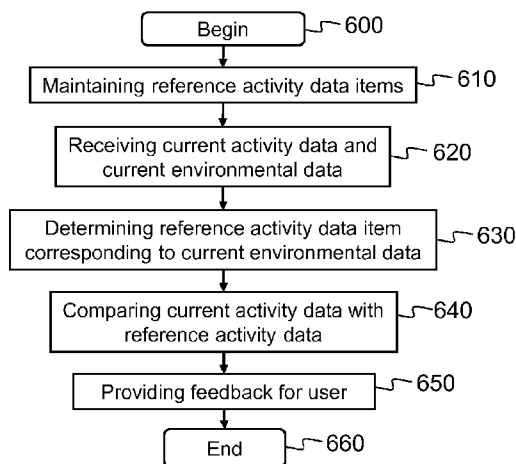 Begin 600
Maintaining reference activity data items 610
Receiving current activity data and
current environmental data 620
Determining reference activity data item
corresponding to current environmental data 630
Comparing current activity data with
reference activity data 640
Providing feedback for user 650
End 660